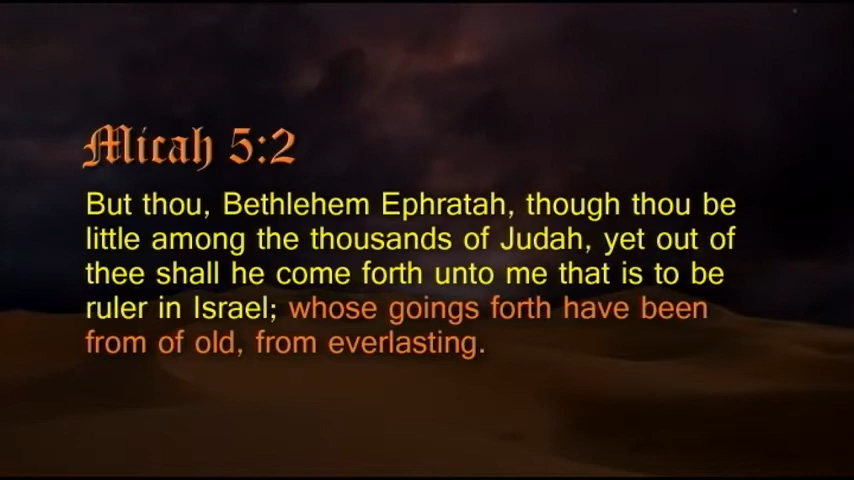 Micah 5:2
But thou, Bethlehem Ephratah, though thou be
little among the thousands of Judah, yet out of
thee shall he come forth unto me that is to be
ruler in Israel; whose goings forth have been
from of old, from everlasting.